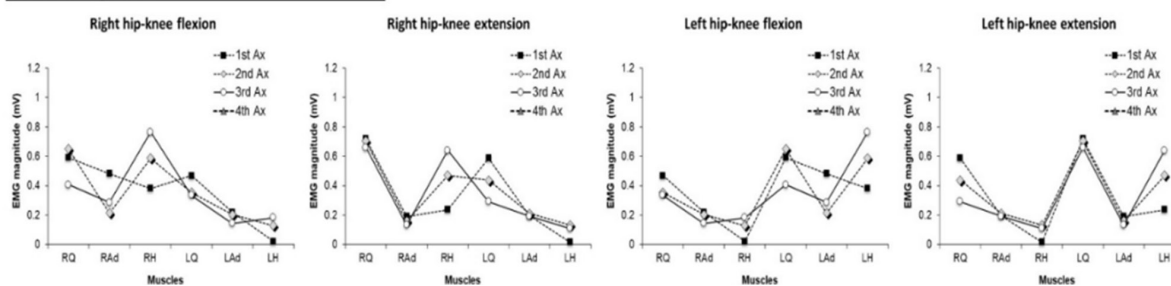 Right hip-knee flexion
1st Ax
2nd Ax
3rd Ax
4th Ax
EMG magnitude (mV)
1.2
1
0.8
0.6
0.4
0.2
0
RQ RAd RH LQ LAd LH
Muscles
Right hip-knee extension
1st Ax
2nd Ax
3rd Ax
4th Ax
EMG magnitude (mV)
1.2
1
0.8
0.6
0.4
0.2
0
RQ RAd RH LQ LAd LH
Muscles
Left hip-knee flexion
1st Ax
2nd Ax
3rd Ax
4th Ax
EMG magnitude (mV)
1.2
1
0.8
0.6
0.4
0.2
0
RQ RAd RH LQ LAd LH
Muscles
Left hip-knee extension
1st Ax
2nd Ax
3rd Ax
4th Ax
EMG magnitude (mV)
1.2
1
0.8
0.6
0.4
0.2
0
RQ RAd RH LQ LAd LH
Muscles